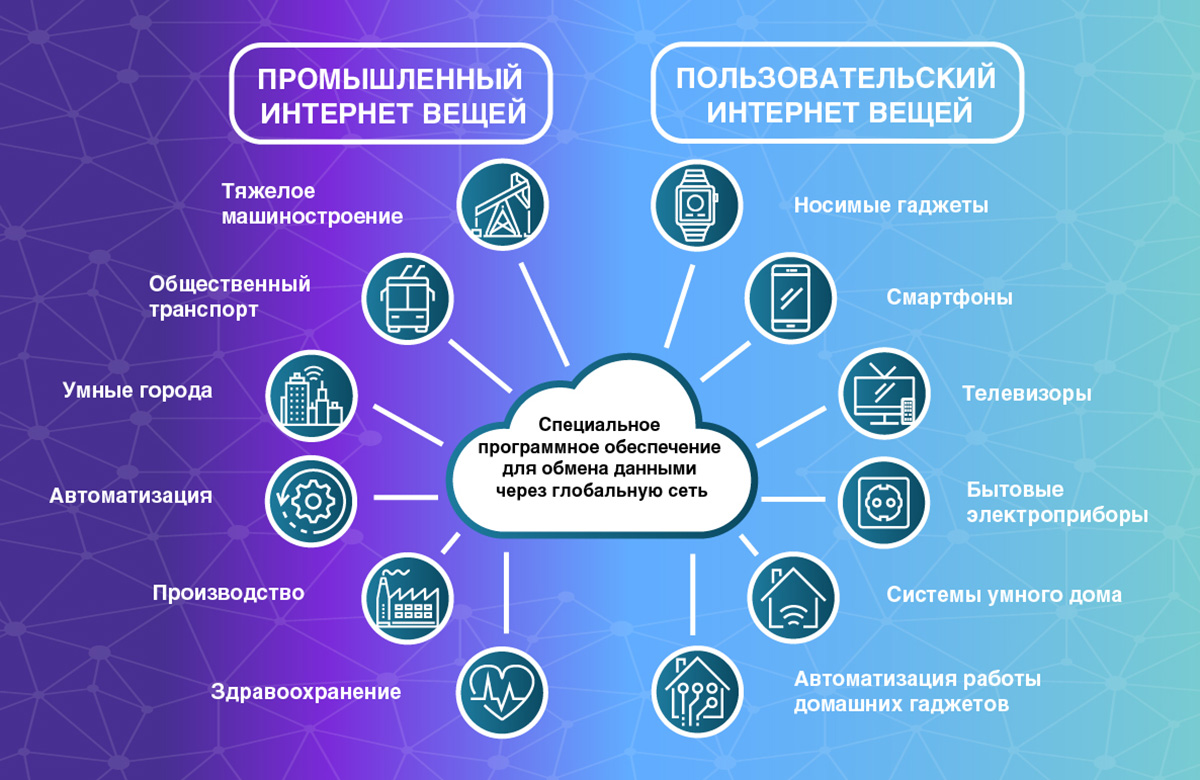 ПРОМЫШЛЕННЫЙ
ИНТЕРНЕТ ВЕЩЕЙ
Тяжелое
машиностроение
Общественный
транспорт
Умные города
Автоматизация
Производство
Здравоохранение
Специальное
программное обеспечение
для обмена данными
через глобальную сеть
ПОЛЬЗОВАТЕЛЬСКИЙ
ИНТЕРНЕТ ВЕЩЕЙ
Носимые гаджеты
Смартфоны
Телевизоры
Бытовые
электроприборы
Системы умного дома
Автоматизация работы
домашних гаджетов